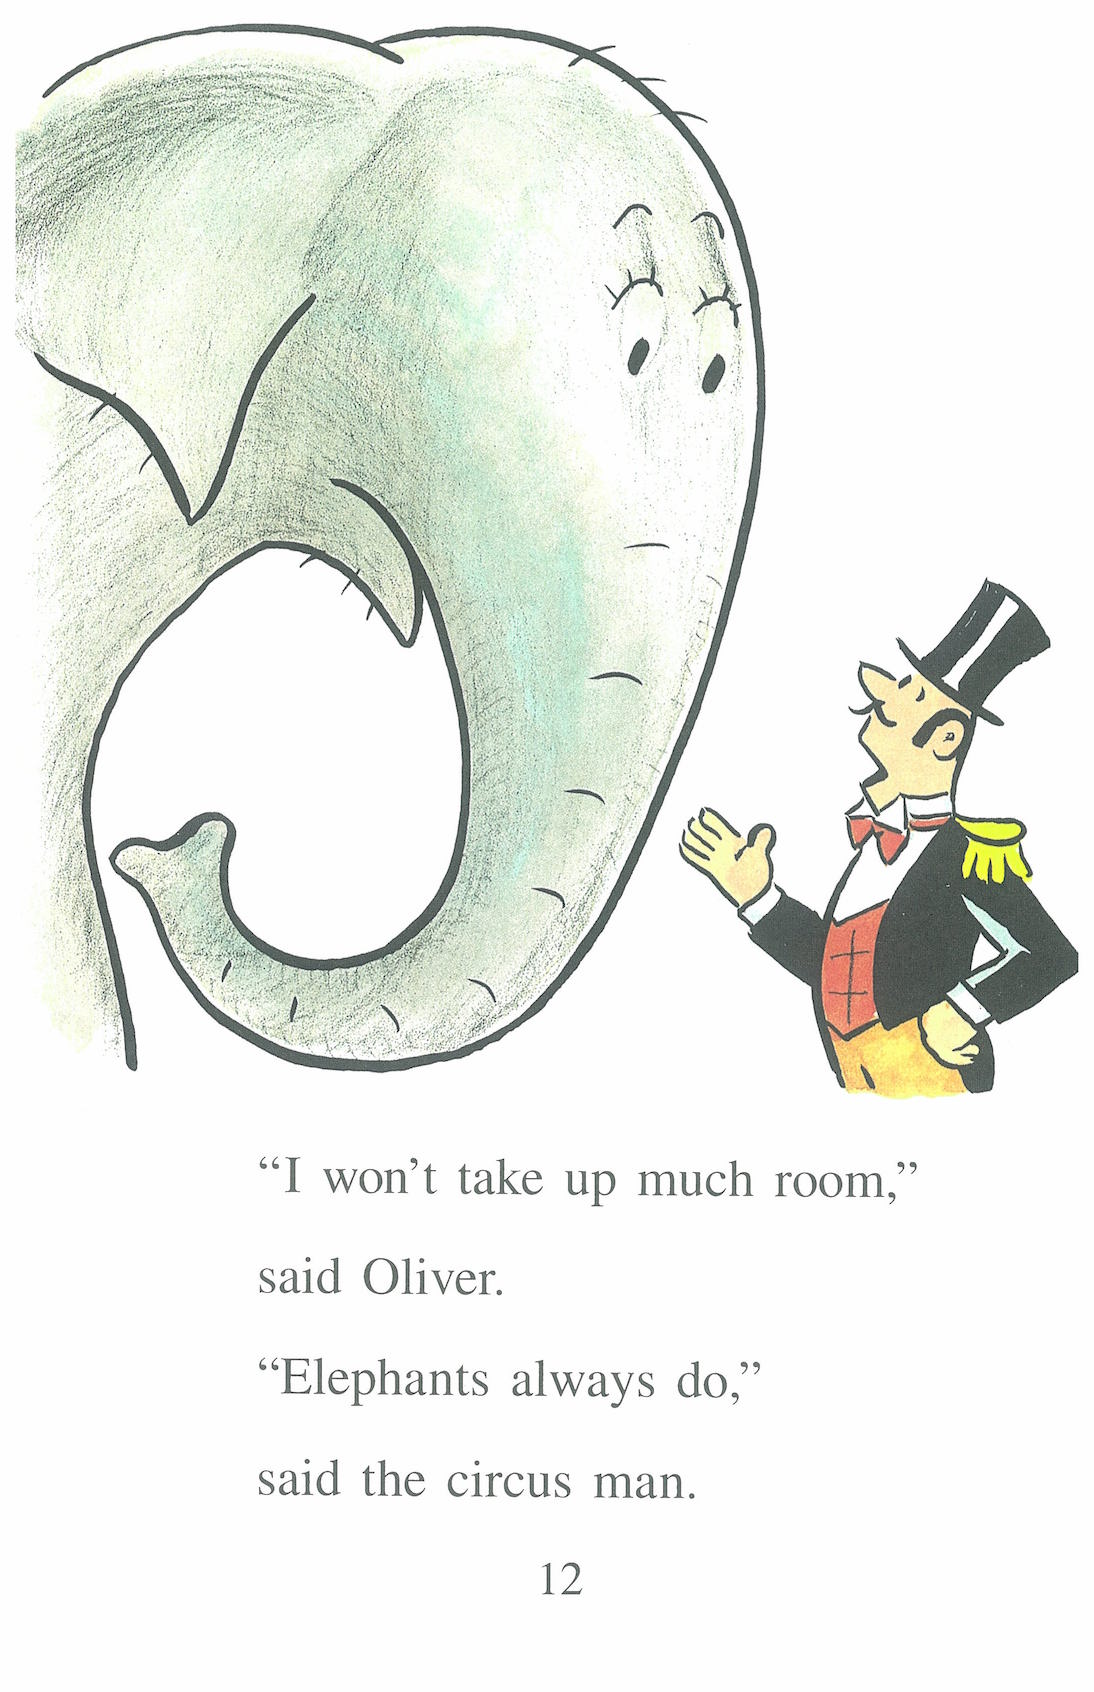 “I won’t take up much room,”
said Oliver.
“Elephants always do,”
said the circus man.
12